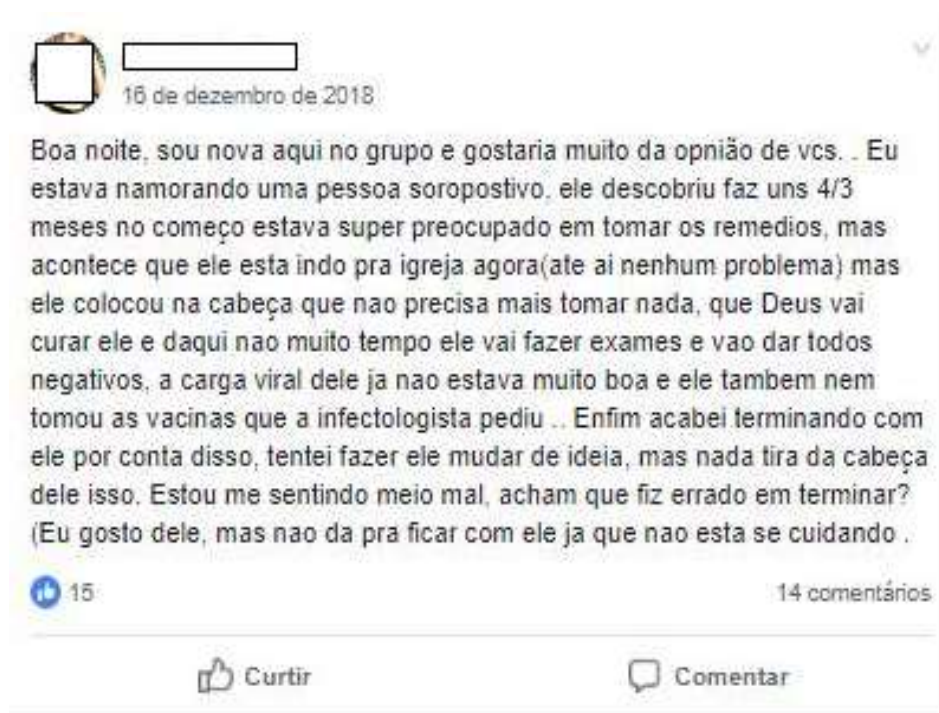 16 de dezembro de 2018
Boa noite, sou nova aqui no grupo e gostaria muito da opnião de vcs. . Eu
estava namorando uma pessoa soropostivo, ele descobriu faz uns 4/3
meses no começo estava super preocupado em tomar os remedios, mas
acontece que ele esta indo pra igreja agora(ate ai nenhum problema) mas
ele colocou na cabeça que nao precisa mais tomar nada, que Deus vai
curar ele e daqui nao muito tempo ele vai fazer exames e vao dar todos
negativos, a carga viral dele ja nao estava muito boa e ele tambem nem
tomou as vacinas que a infectologista pediu .. Enfim acabei terminando com
ele por conta disso, tentei fazer ele mudar de ideia, mas nada tira da cabeça
dele isso. Estou me sentindo meio mal, acham que fiz errado em terminar?
(Eu gosto dele, mas nao da pra ficar com ele ja que nao esta se cuidando .
15
14 comentários
Curtir
Comentar